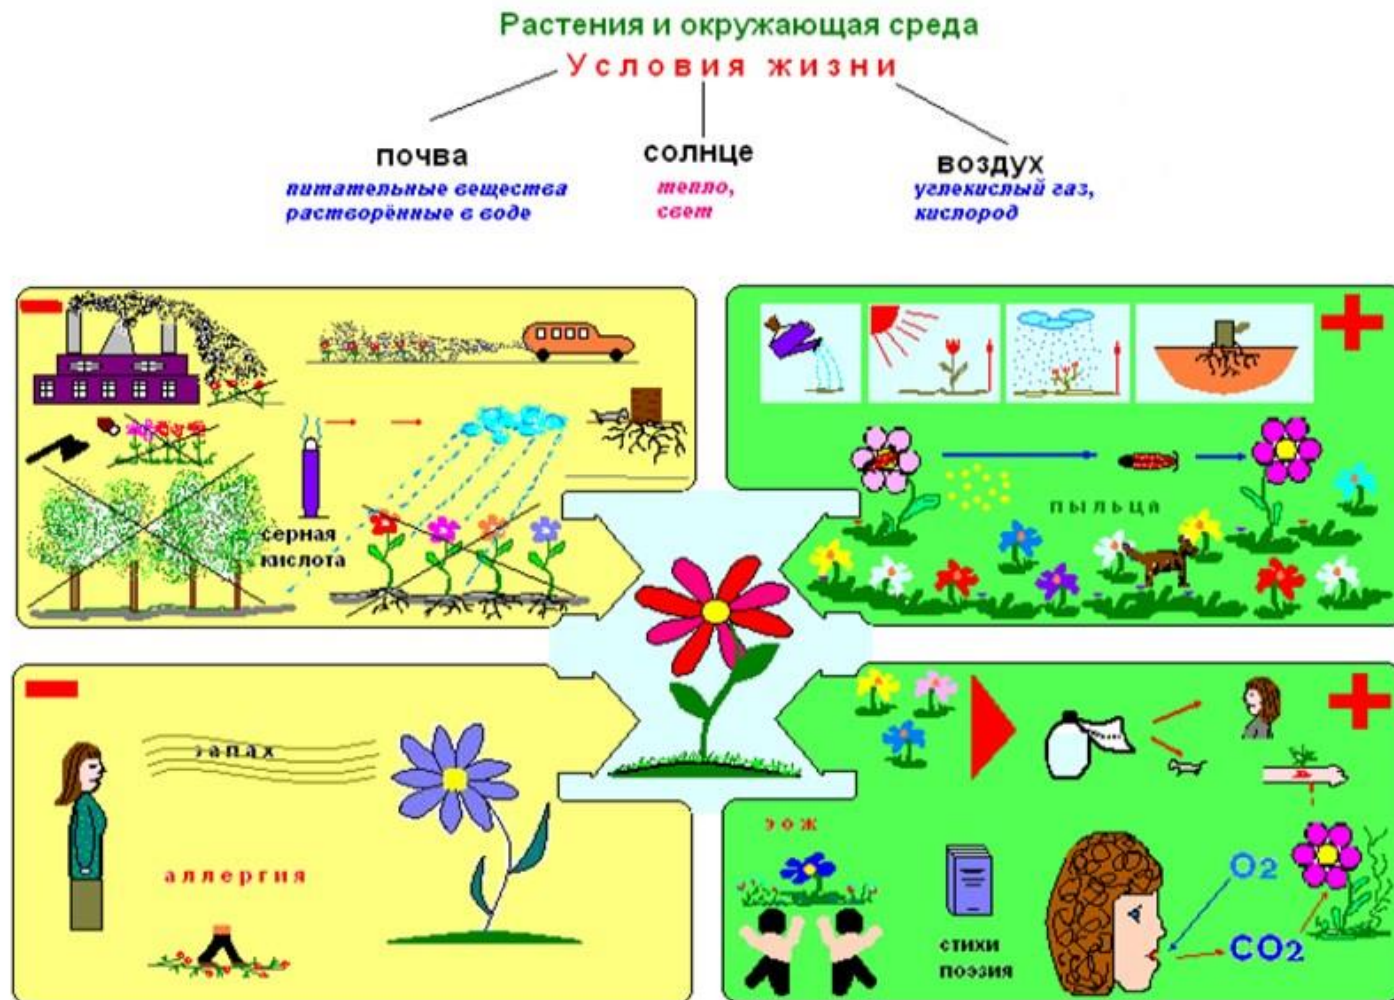 Растения и окружающая среда
Условия жизни
почва
питательные вещества
растворённые в воде
солнце
тепло,
свет
воздух
углекислый газ,
кислород
серная
кислота
пыльца
запах
аллергия
зож
стихи
поэзия
O2
CO2